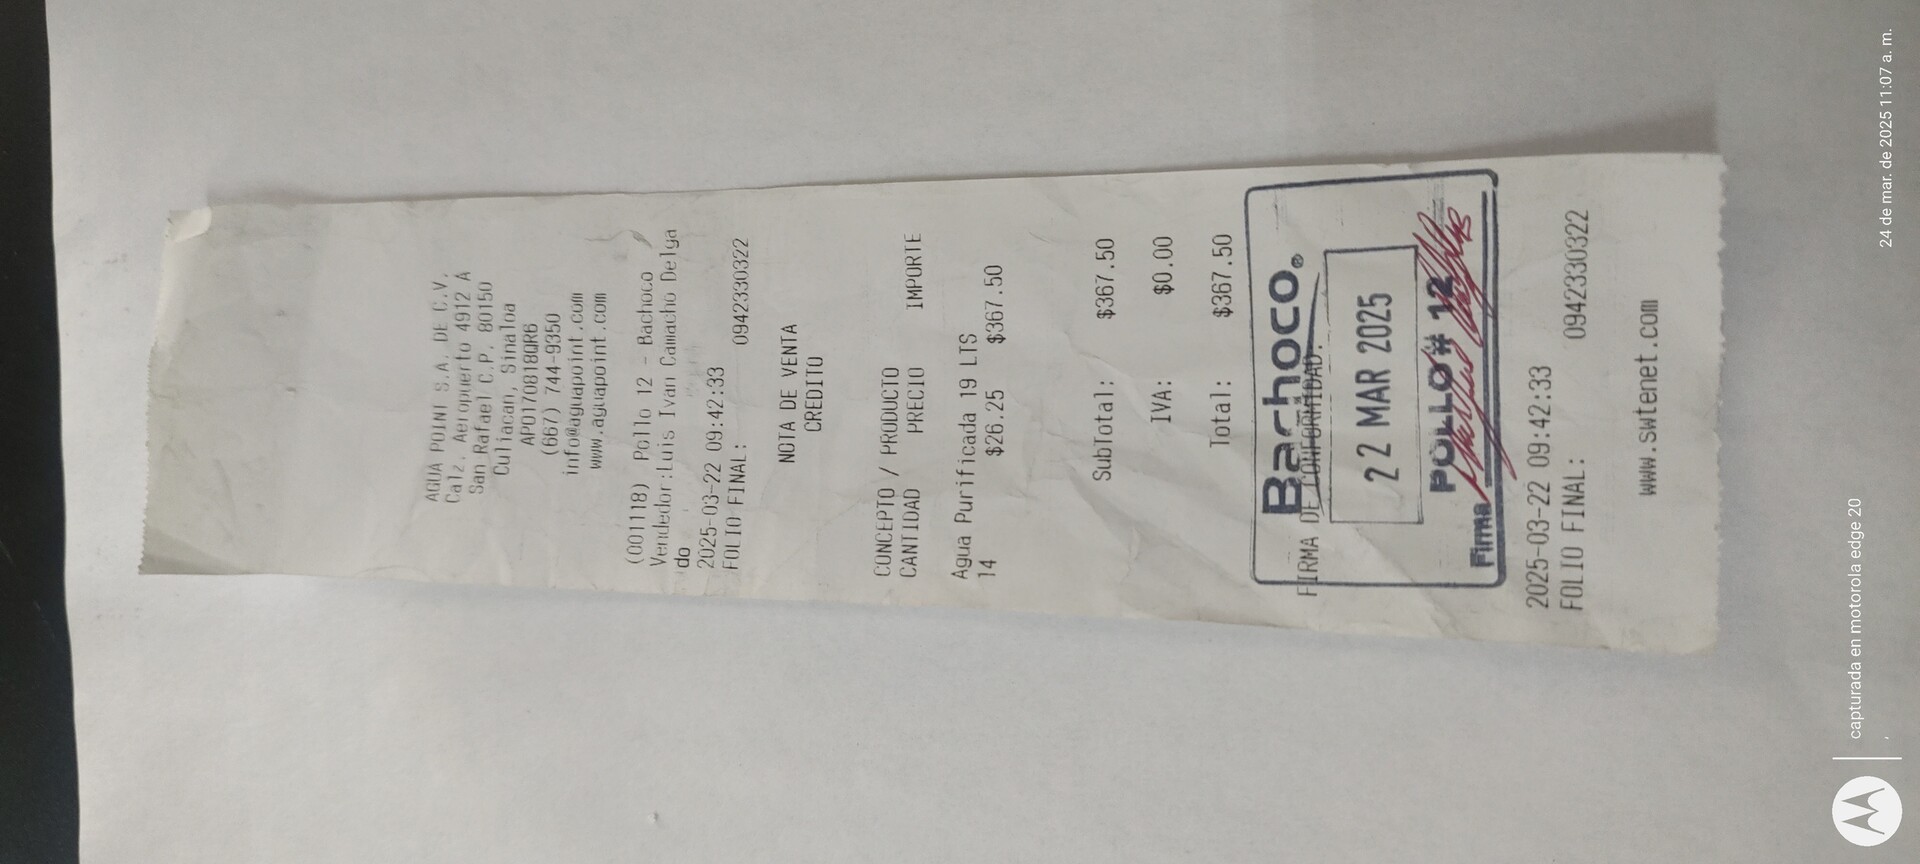 AGUA POINT S.A. DE C.V.
Calz. Aeropuerto 4912 A
San Rafael C.P. 80150
Culiacan, Sinaloa
APO170818QR6
(667) 744-9350
info@aguapoint.com
www.aguapoint.com
(001118) Pollo 12 - Bachoco
Vendedor:Luis Ivan Camacho Delga
do
2025-03-22 09:42:33
FOLIO FINAL: 0942330322
NOTA DE VENTA
CREDITO
CONCEPTO / PRODUCTO
CANTIDAD PRECIO IMPORTE
Agua Purificada 19 LTS
14 $26.25 $367.50
SubTotal: $367.50
IVA: $0.00
Total: $367.50
Bachoco®
FIRMA DE CONFORMIDAD.
22 MAR 2025
POLLO # 12
Firma
2025-03-22 09:42:33
FOLIO FINAL: 0942330322
www.swtenet.com
capturada en motorola edge 20
24 de mar. de 2025 11:07 a. m.